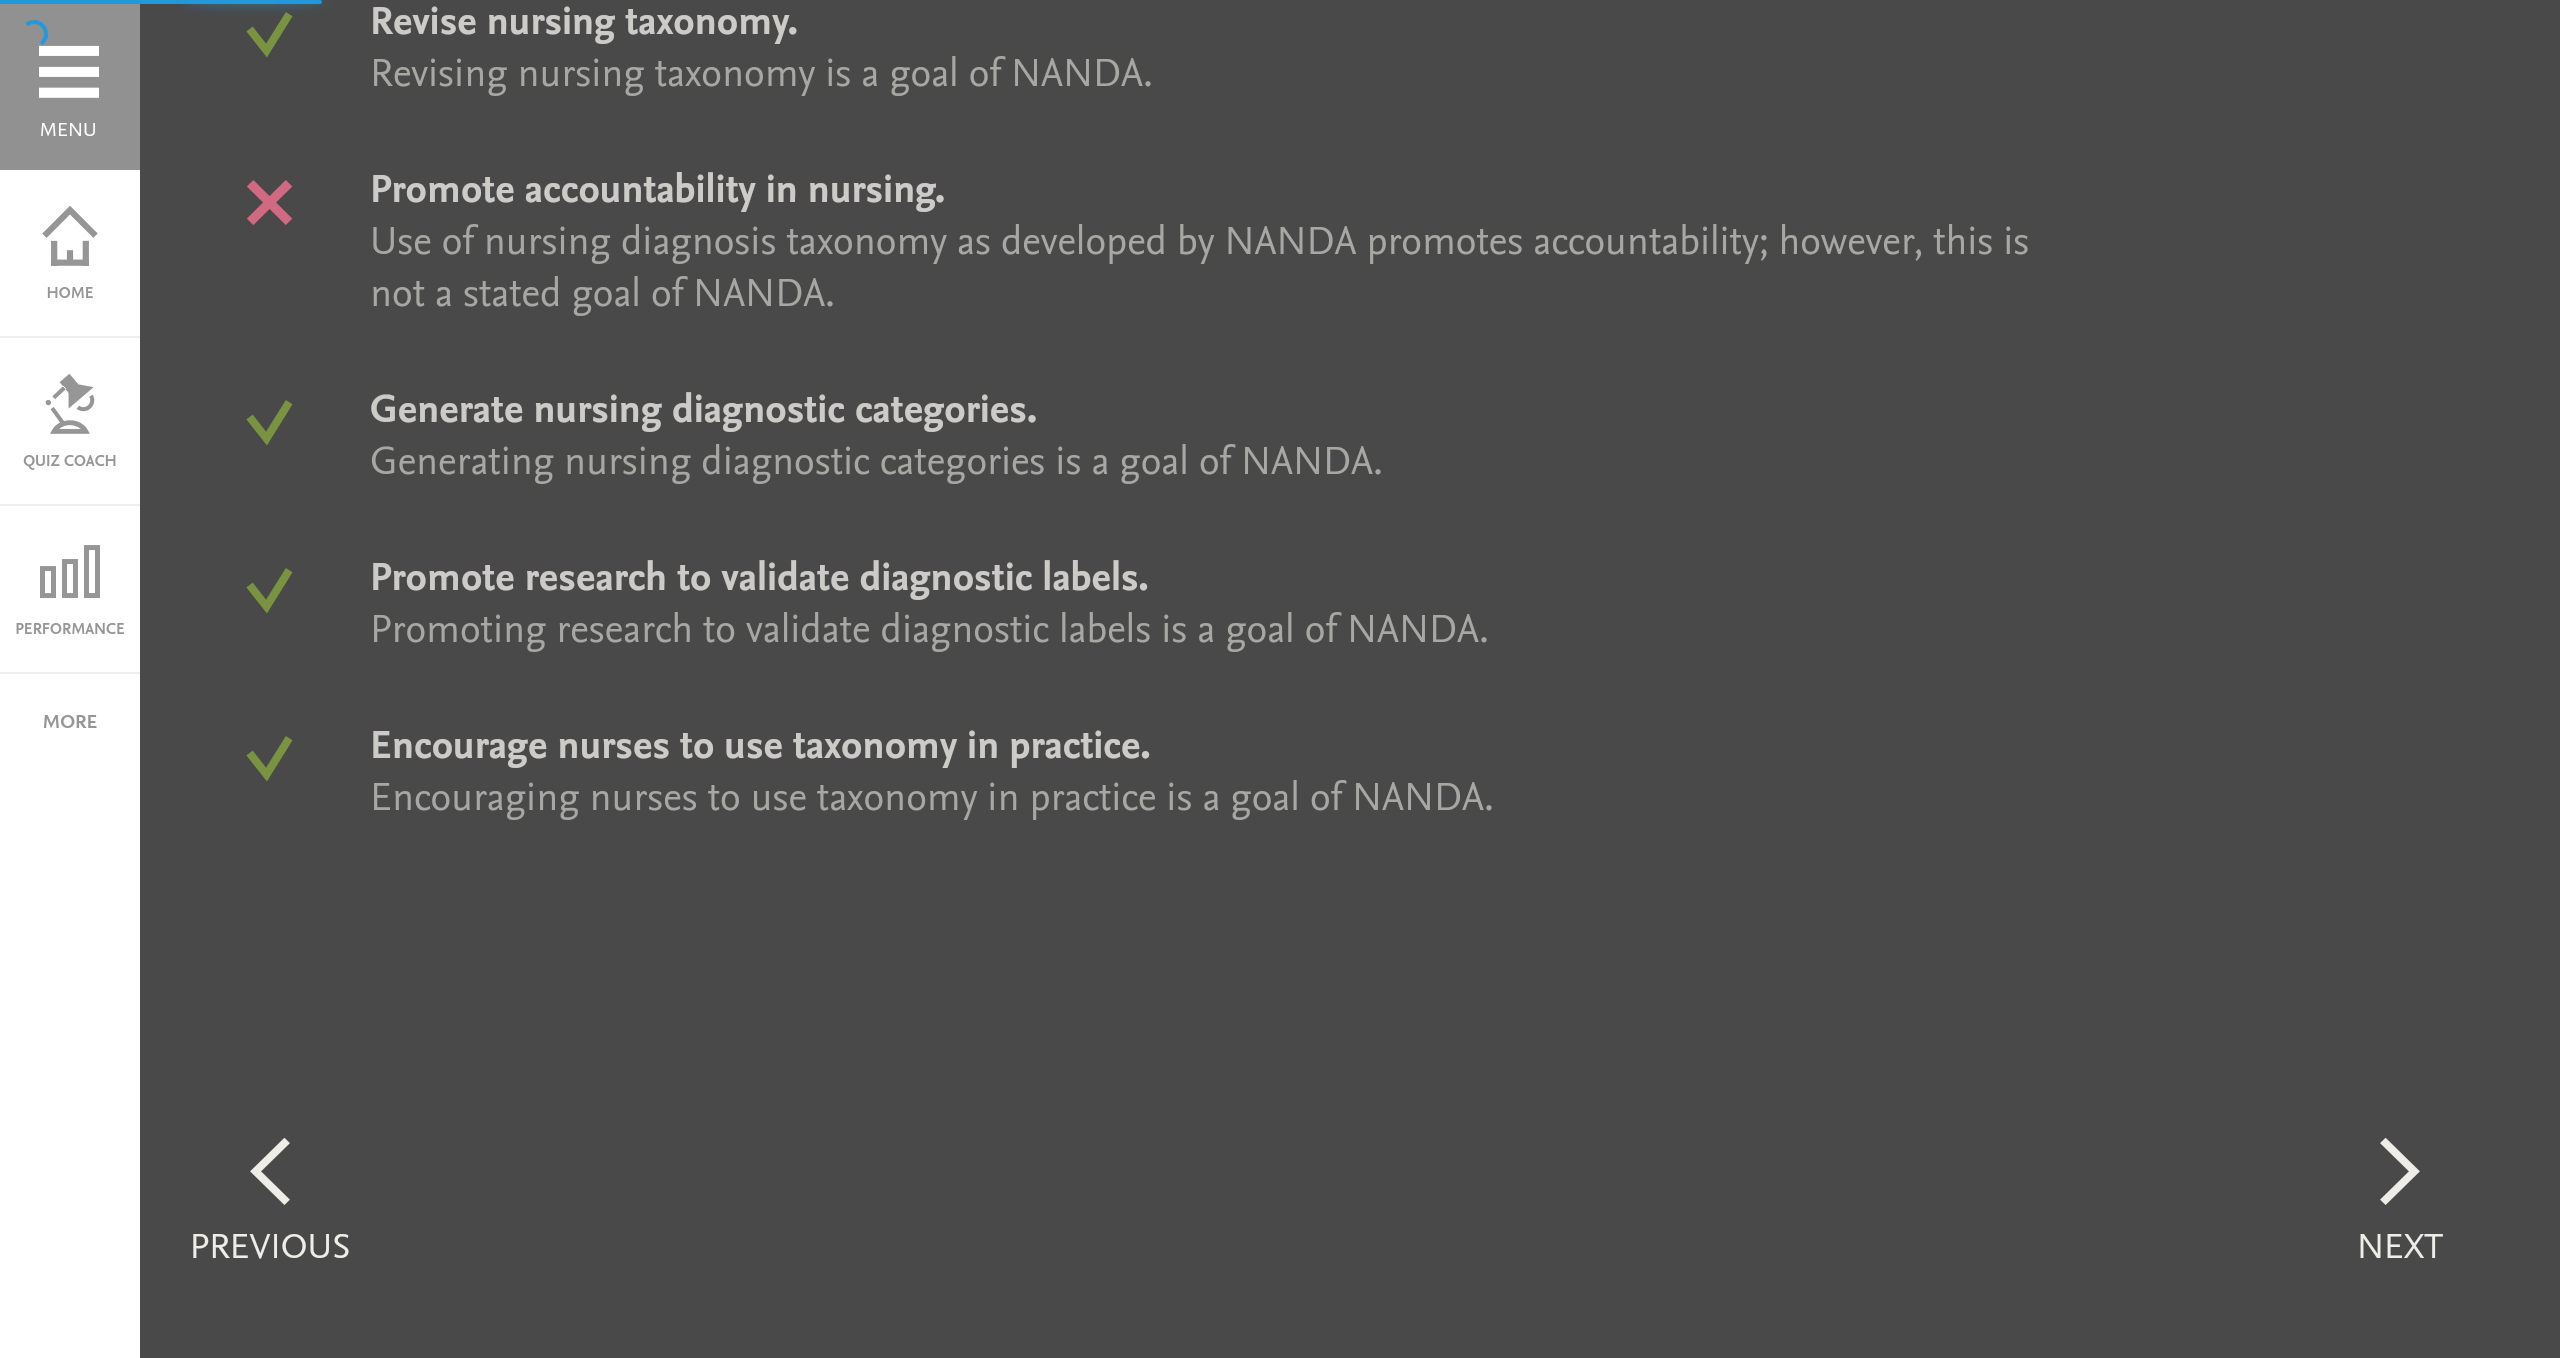 MENU
HOME
QUIZ COACH
PERFORMANCE
MORE
Revise nursing taxonomy.
Revising nursing taxonomy is a goal of NANDA.
Promote accountability in nursing.
Use of nursing diagnosis taxonomy as developed by NANDA promotes accountability; however, this is
not a stated goal of NANDA.
Generate nursing diagnostic categories.
Generating nursing diagnostic categories is a goal of NANDA.
Promote research to validate diagnostic labels.
Promoting research to validate diagnostic labels is a goal of NANDA.
Encourage nurses to use taxonomy in practice.
Encouraging nurses to use taxonomy in practice is a goal of NANDA.
PREVIOUS
NEXT